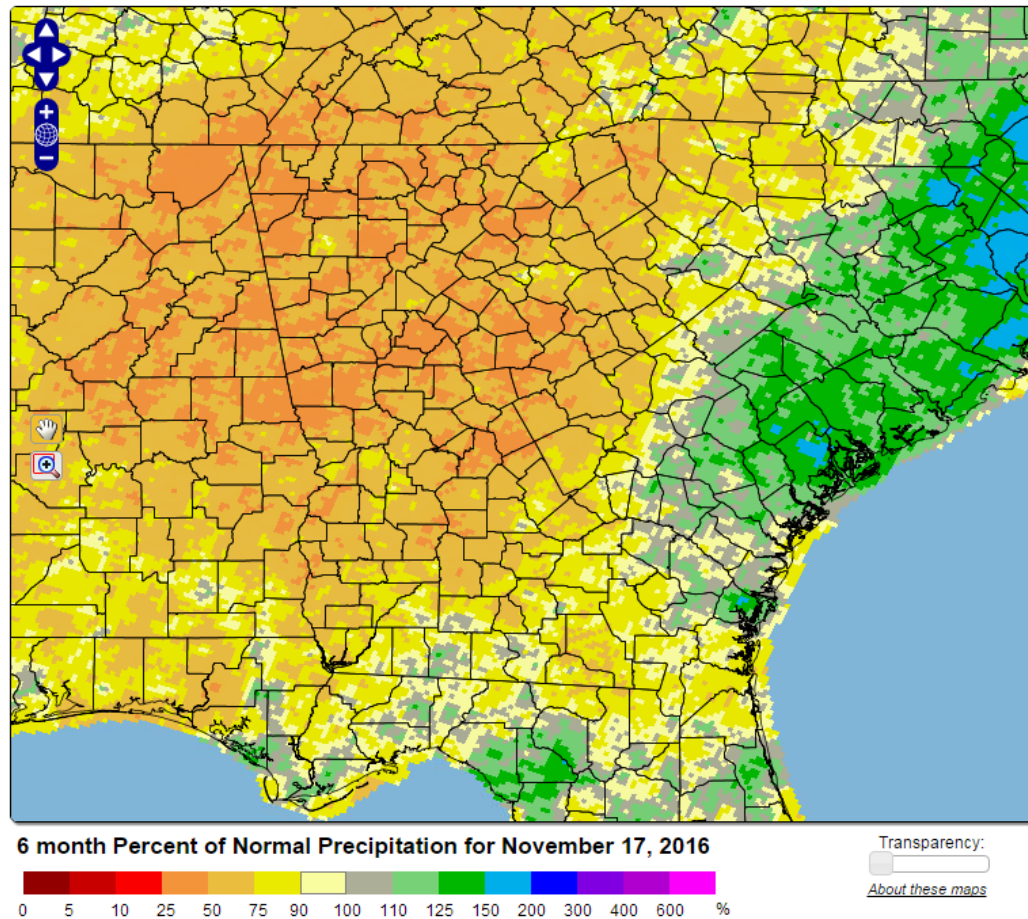 6 month Percent of Normal Precipitation for November 17, 2016
Transparency:
0 5 10 25 50 75 90 100 110 125 150 200 300 400 600 %
About these maps